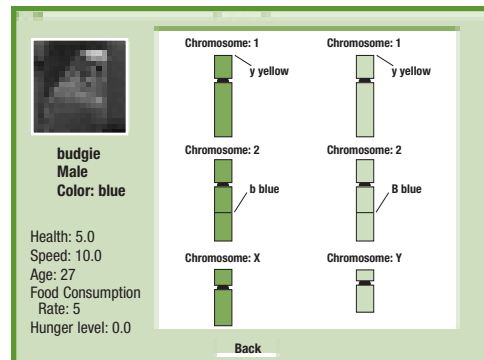 budgie
Male
Color: blue
Health: 5.0
Speed: 10.0
Age: 27
Food Consumption
Rate: 5
Hunger level: 0.0
Chromosome: 1
y yellow
Chromosome: 1
y yellow
Chromosome: 2
b blue
Chromosome: 2
B blue
Chromosome: X
Chromosome: Y
Back